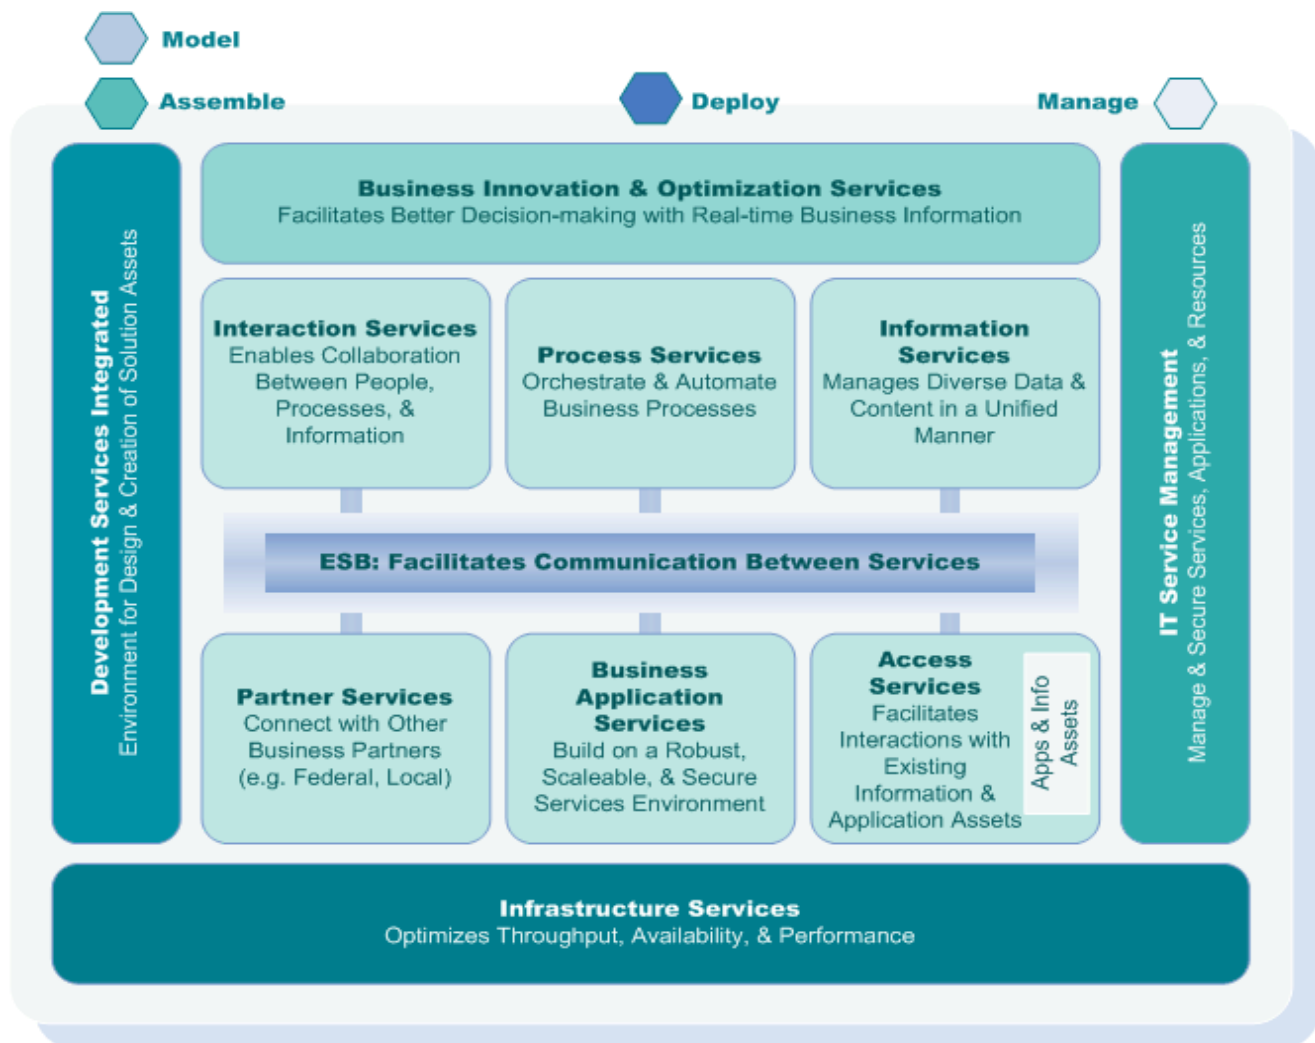 Model
Assemble
Deploy
Manage
Development Services Integrated
Environment for Design & Creation of Solution Assets
Business Innovation & Optimization Services
Facilitates Better Decision-making with Real-time Business Information
Interaction Services
Enables Collaboration
Between People,
Processes, &
Information
Process Services
Orchestrate & Automate
Business Processes
Information
Services
Manages Diverse Data &
Content in a Unified
Manner
ESB: Facilitates Communication Between Services
Partner Services
Connect with Other
Business Partners
(e.g. Federal, Local)
Business
Application
Services
Build on a Robust,
Scaleable, & Secure
Services Environment
Access
Services
Facilitates
Interactions with
Existing
Information &
Application Assets
Apps & Info
Assets
IT Service Management
Manage & Secure Services, Applications, & Resources
Infrastructure Services
Optimizes Throughput, Availability, & Performance